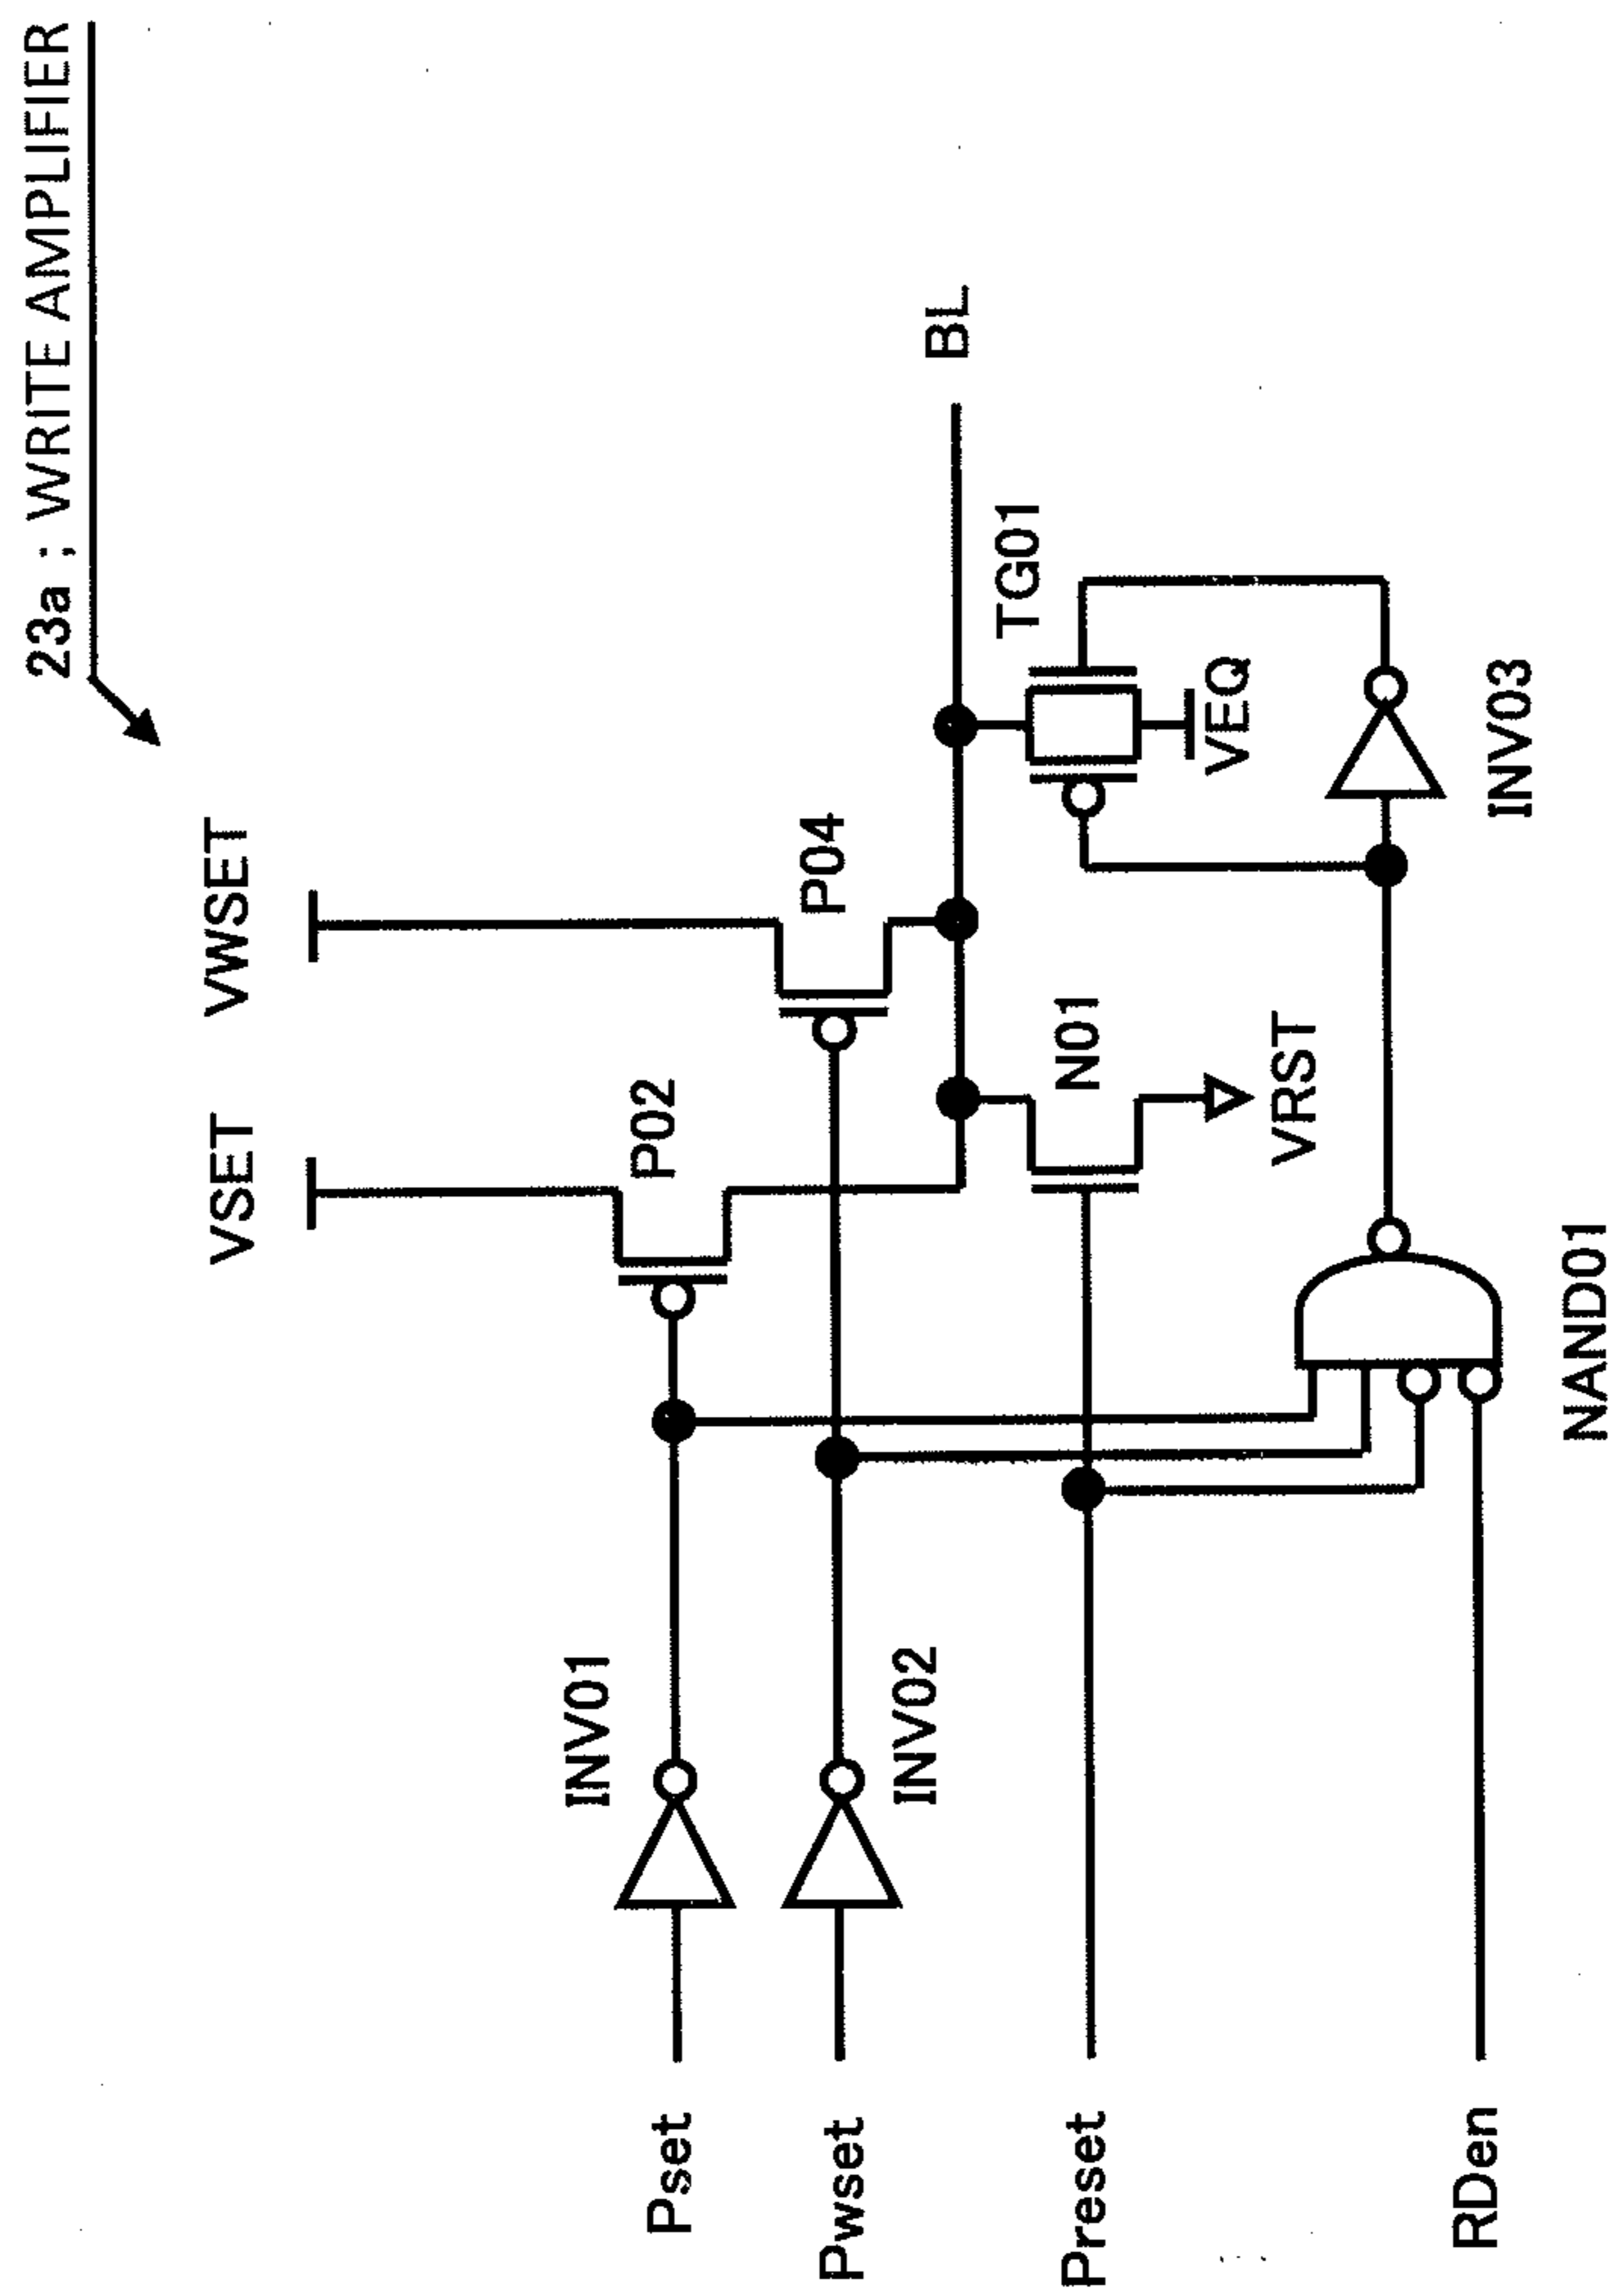 23a ; WRITE AMPLIFIER
VSET
VWSET
P02
P04
BL
INV01
Pset
INV02
Pwset
N01
TG01
VEQ
VRST
Preset
INV03
RDen
NAND01